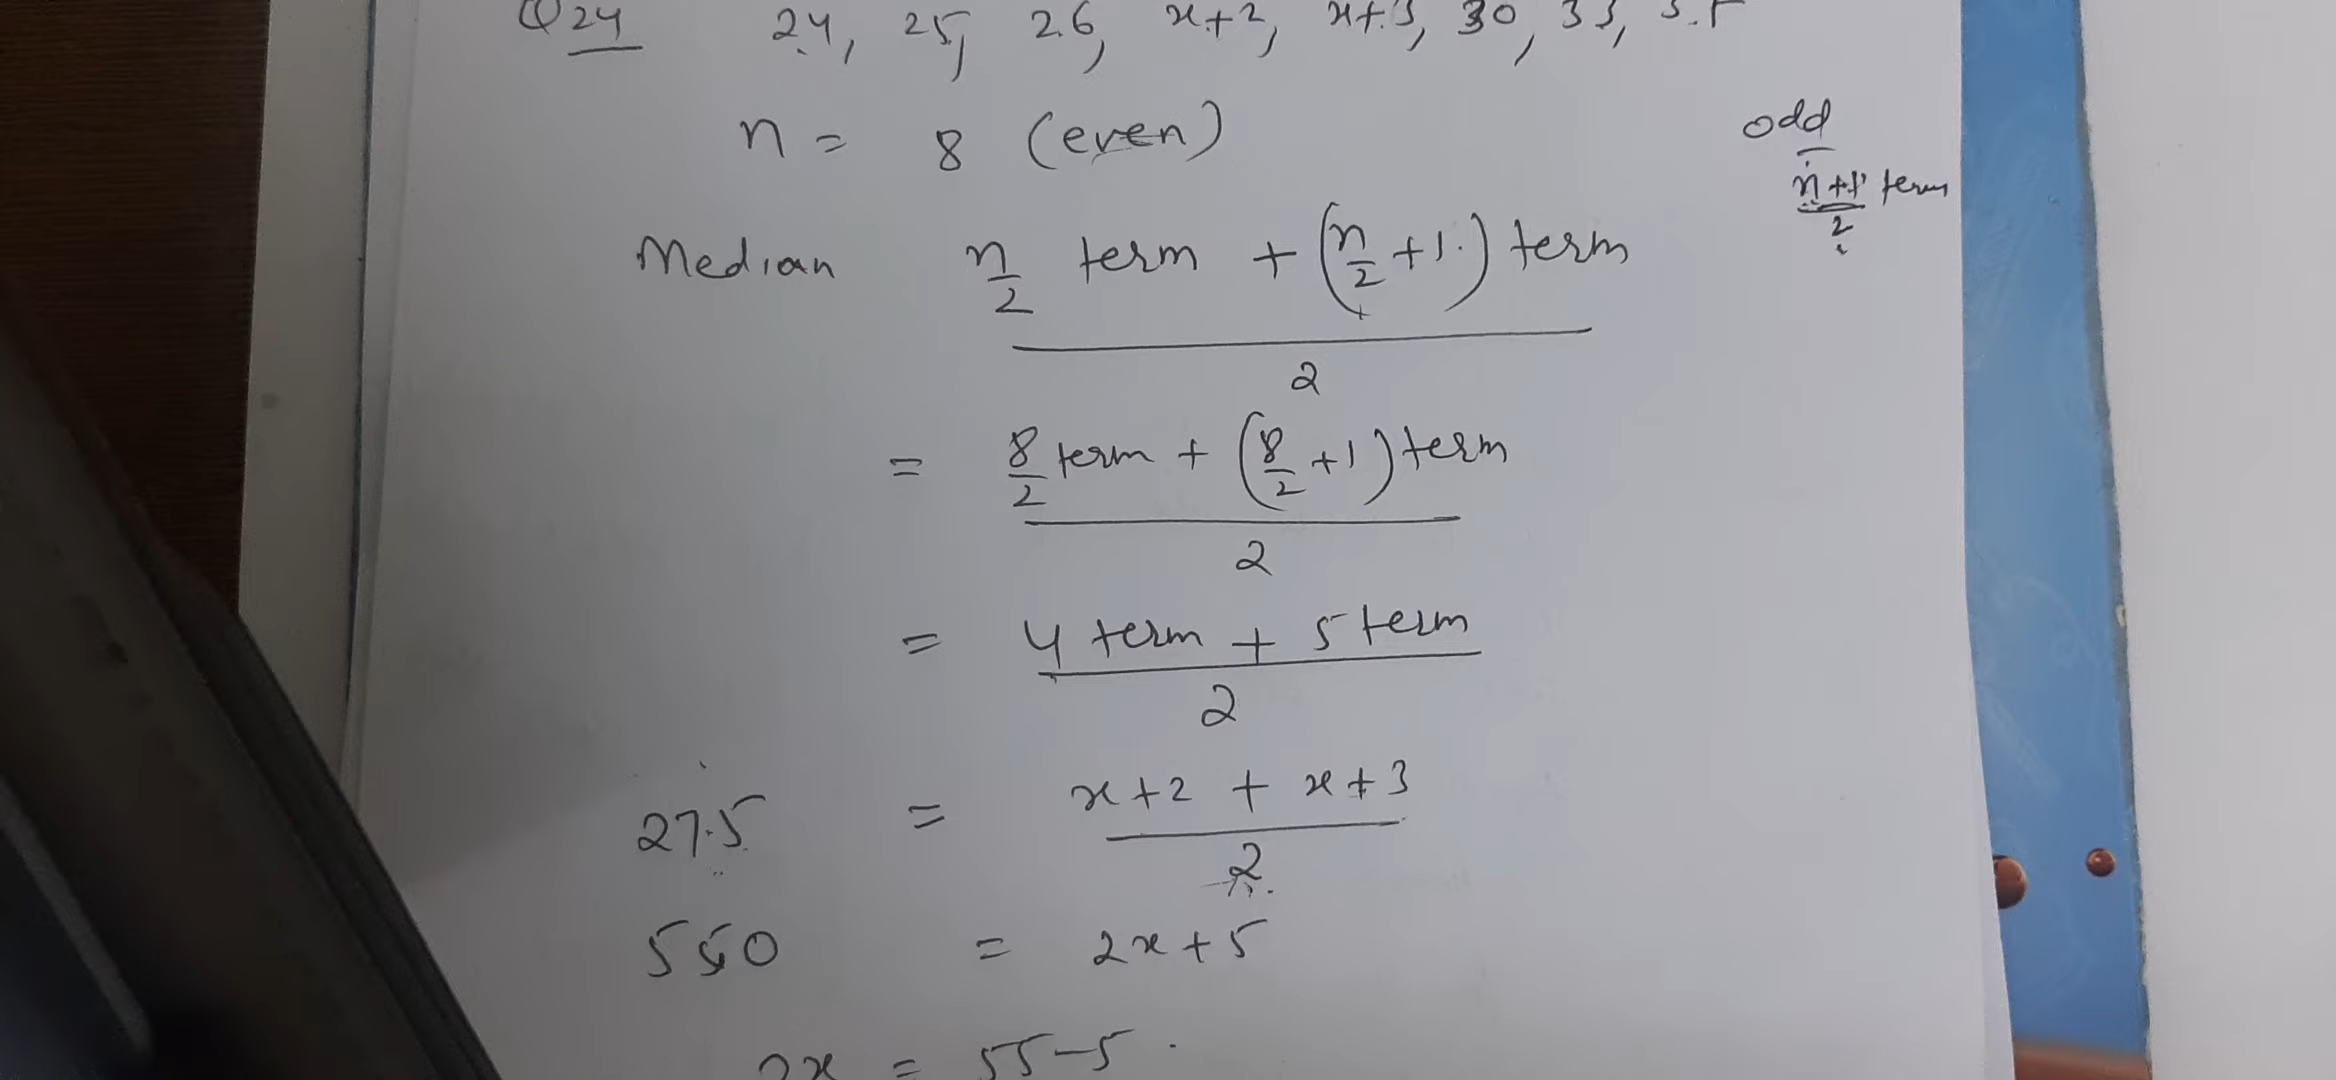 Q24 24, 25, 26, x+2, x+3, 30, 33,
n = 8 (even)
odd
n+1/2 term
Median n/2 term + (n/2 +1) term
2
= 8/2 term + (8/2 +1) term
2
= 4 term + 5 term
2
27.5 = x+2 + x+3
2
55.0 = 2x+5
2x = 55-5